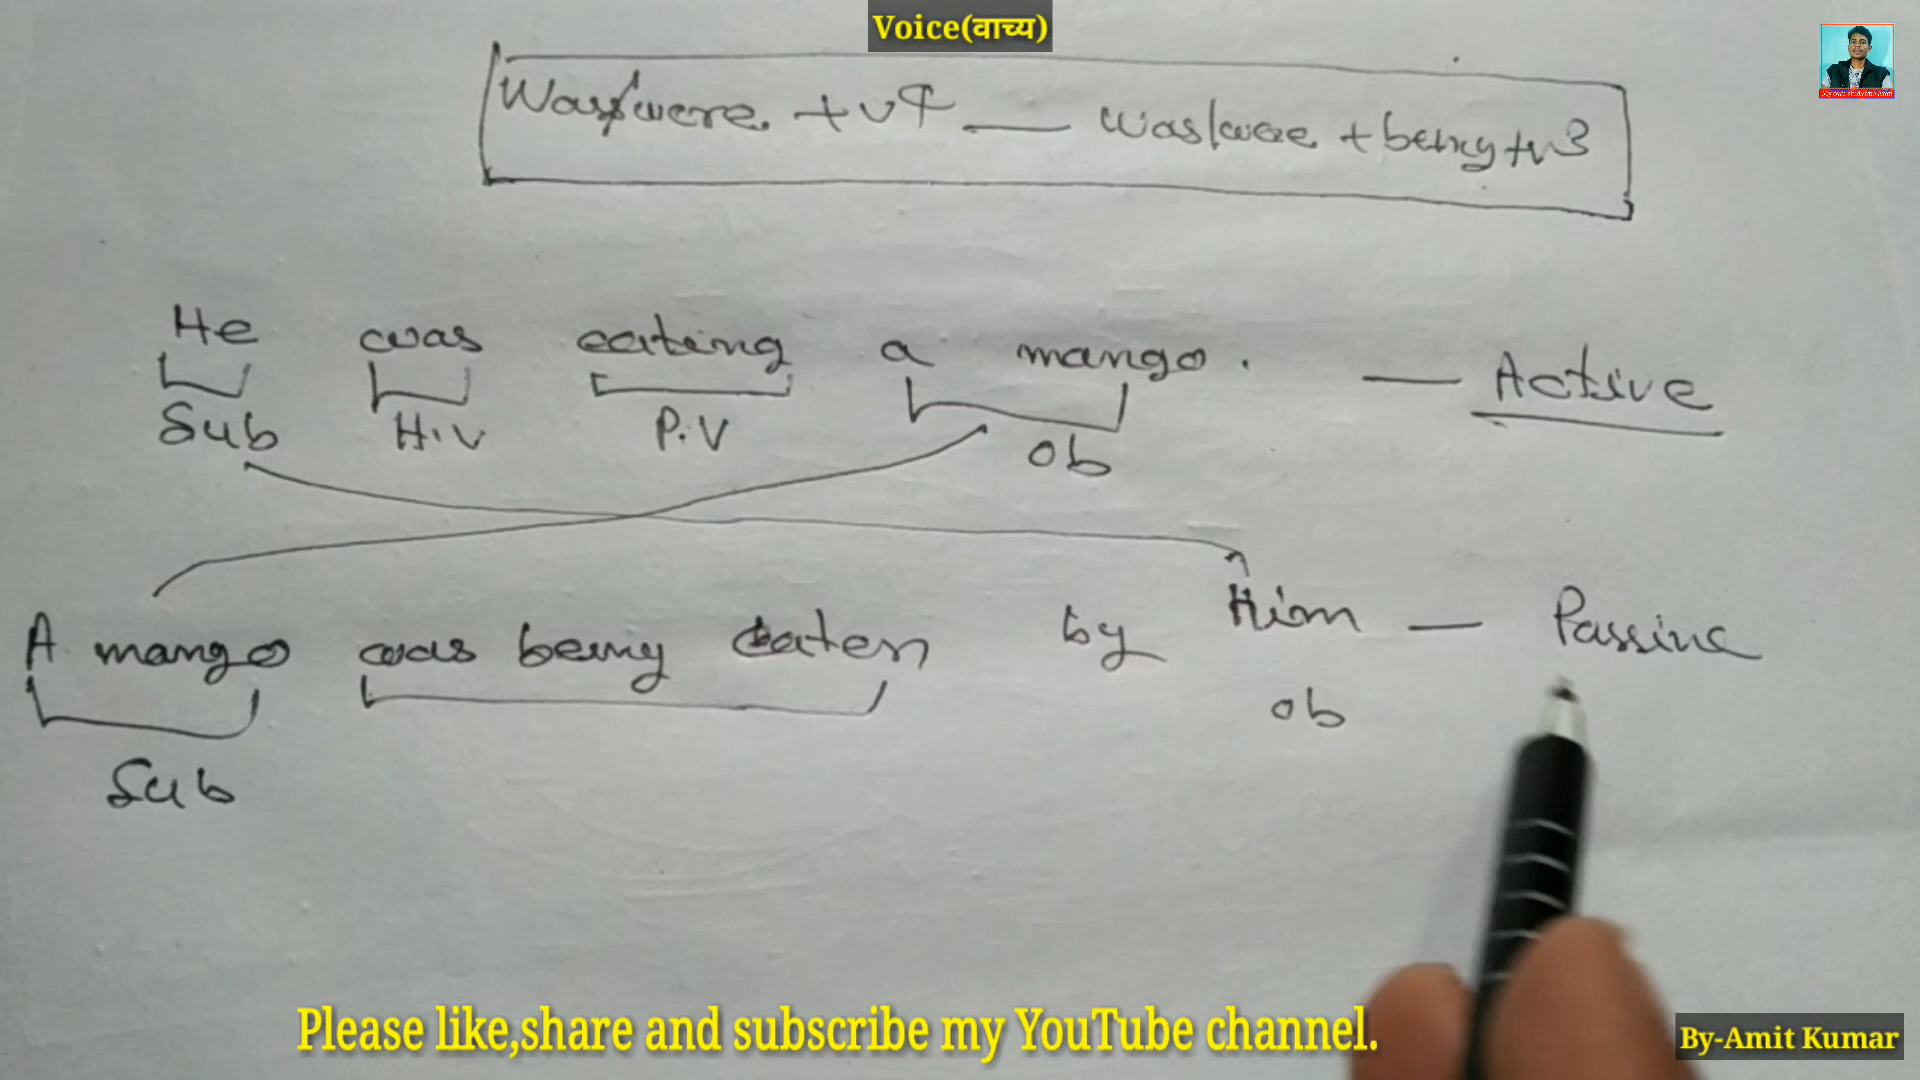 Voice(वाच्य)
Was/were + v4 — was/were + being + v3
He was eating a mango. — Active
Sub H.V P.V ob
A mango was being eaten by Him — Passive
Sub ob
Please like,share and subscribe my YouTube channel.
By-Amit Kumar